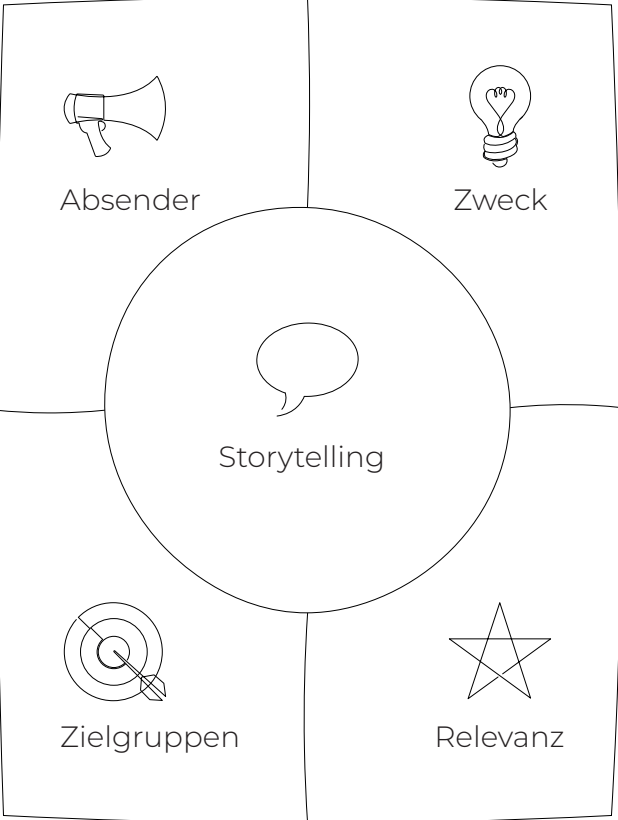 Absender
Zweck
Storytelling
Zielgruppen
Relevanz